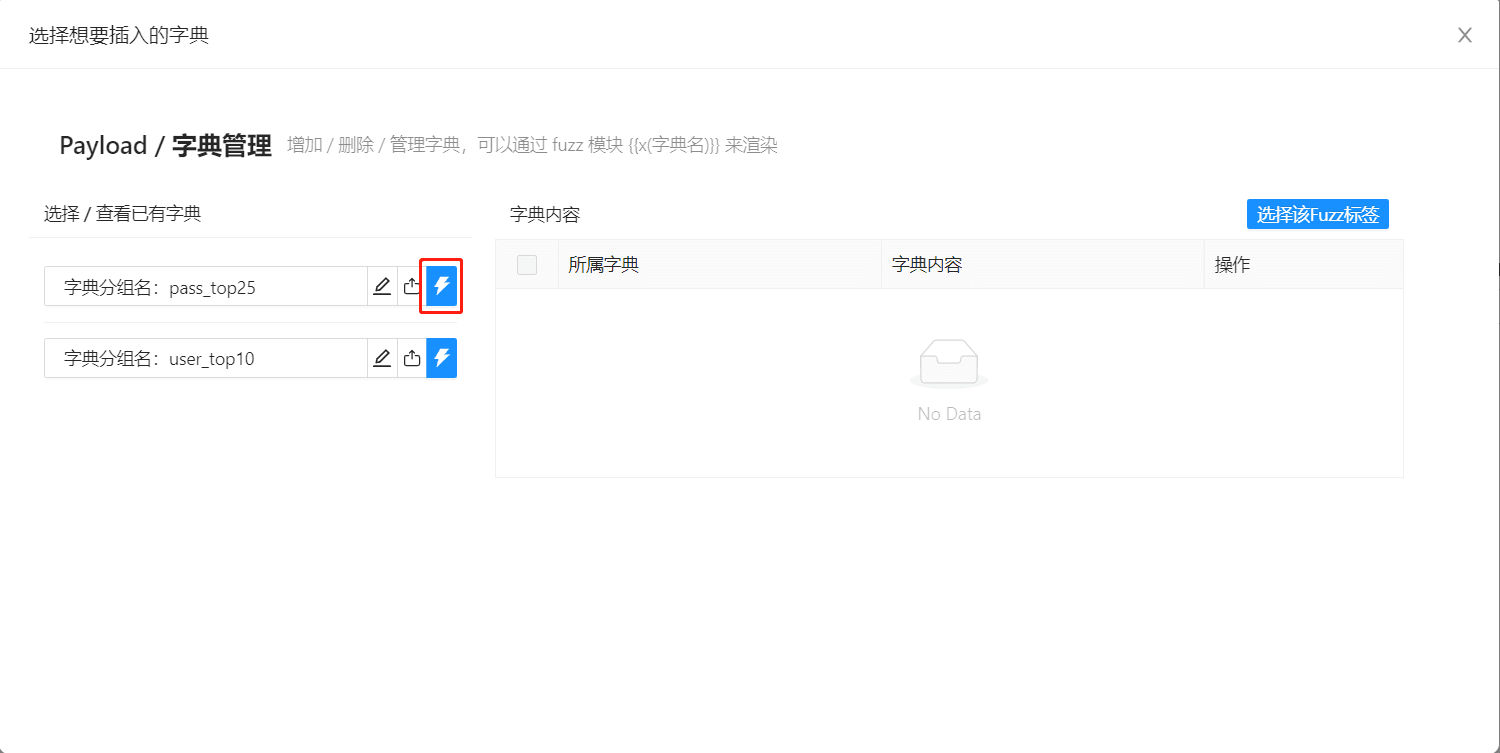 选择想要插入的字典
Payload / 字典管理 增加 / 删除 / 管理字典，可以通过 fuzz 模块 {{x(字典名)}} 来渲染
选择 / 查看已有字典
字典分组名：pass_top25
字典分组名：user_top10
字典内容 选择该Fuzz标签
所属字典 字典内容 操作
No Data